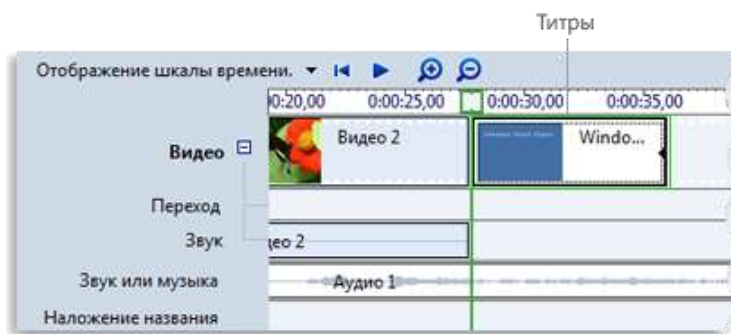 Титры
Отображение шкалы времени.
0:20,00 0:00:25,00 0:00:30,00 0:00:35,00
Видео
Видео 2
Windo...
Переход
Звук
део 2
Звук или музыка
Аудио 1
Наложение названия